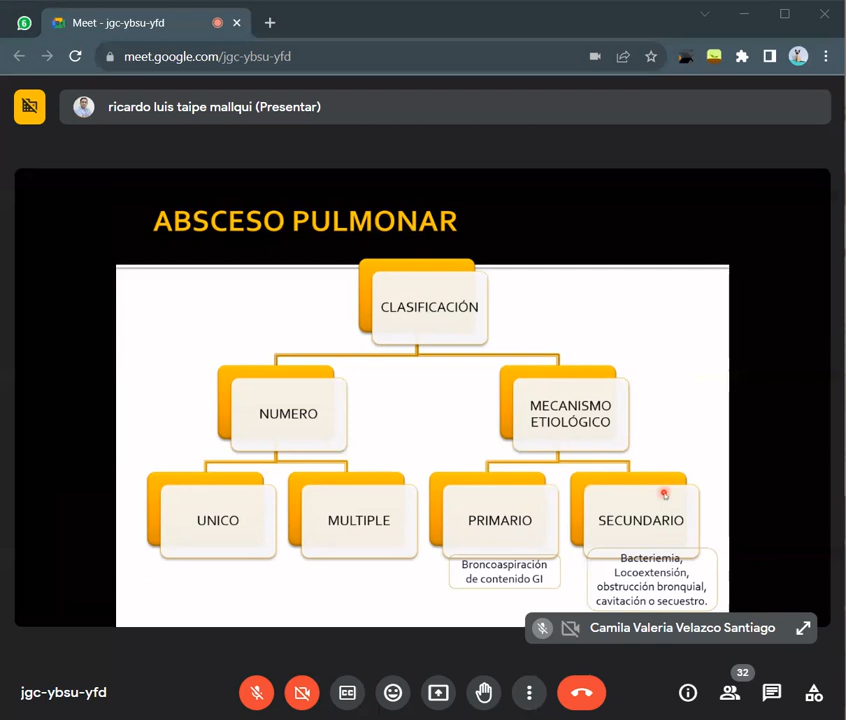 6
Meet - jgc-ybsu-yfd
meet.google.com/jgc-ybsu-yfd
ricardo luis taipe mallqui (Presentar)
ABSCESO PULMONAR
CLASIFICACIÓN
NUMERO
MECANISMO
ETIOLÓGICO
UNICO
MULTIPLE
PRIMARIO
SECUNDARIO
Broncoaspiración
de contenido GI
Bacteriemia,
Locoextensión,
obstrucción bronquial,
cavitación o secuestro.
Camila Valeria Velazco Santiago
jgc-ybsu-yfd
CC
32